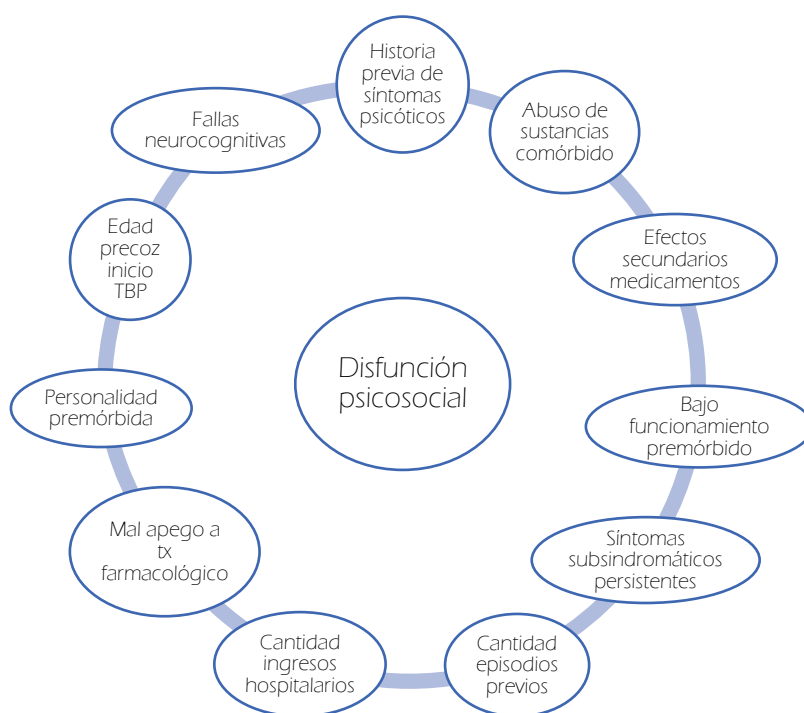 Historia
previa de
síntomas
psicóticos
Abuso de
sustancias
comórbido
Efectos
secundarios
medicamentos
Bajo
funcionamiento
premórbido
Síntomas
subsindromáticos
persistentes
Cantidad
episodios
previos
Cantidad
ingresos
hospitalarios
Mal apego a
tx
farmacológico
Personalidad
premórbida
Edad
precoz
inicio
TBP
Fallas
neurocognitivas
Disfunción
psicosocial